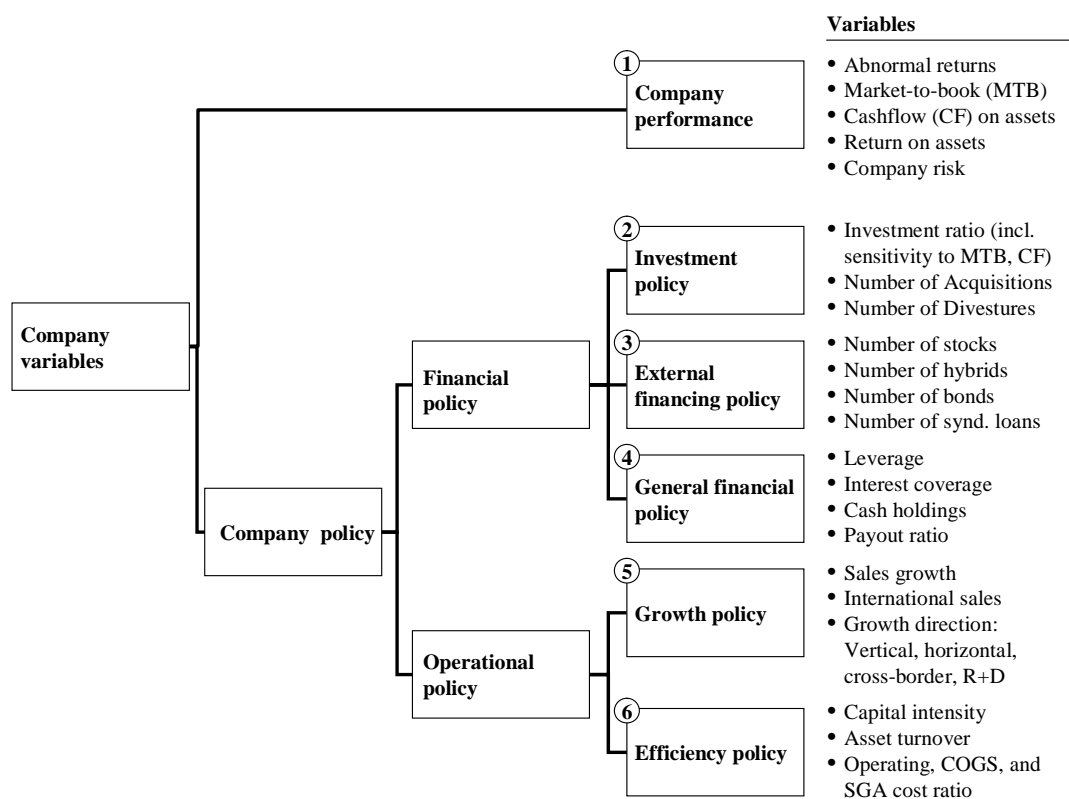 Variables
1
Company
performance
• Abnormal returns
• Market-to-book (MTB)
• Cashflow (CF) on assets
• Return on assets
• Company risk
2
Investment
policy
• Investment ratio (incl.
sensitivity to MTB, CF)
• Number of Acquisitions
• Number of Divestures
Company
variables
3
Financial
policy
External
financing policy
• Number of stocks
• Number of hybrids
• Number of bonds
• Number of synd. loans
4
General financial
policy
• Leverage
• Interest coverage
• Cash holdings
• Payout ratio
Company policy
5
Growth policy
• Sales growth
• International sales
• Growth direction:
Vertical, horizontal,
cross-border, R+D
Operational
policy
6
Efficiency policy
• Capital intensity
• Asset turnover
• Operating, COGS, and
SGA cost ratio